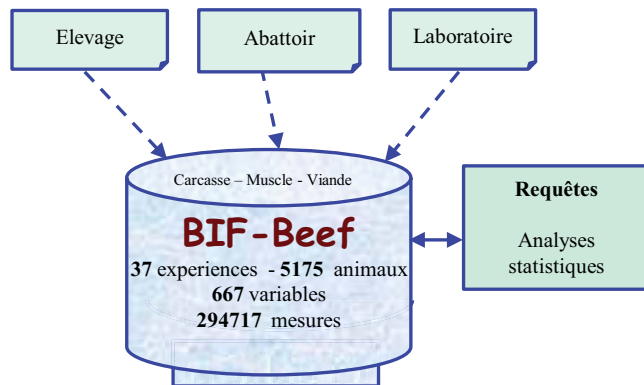 Elevage
Abattoir
Laboratoire
Carcasse – Muscle - Viande
BIF-Beef
37 experiences - 5175 animaux
667 variables
294717 mesures
Requêtes
Analyses
statistiques